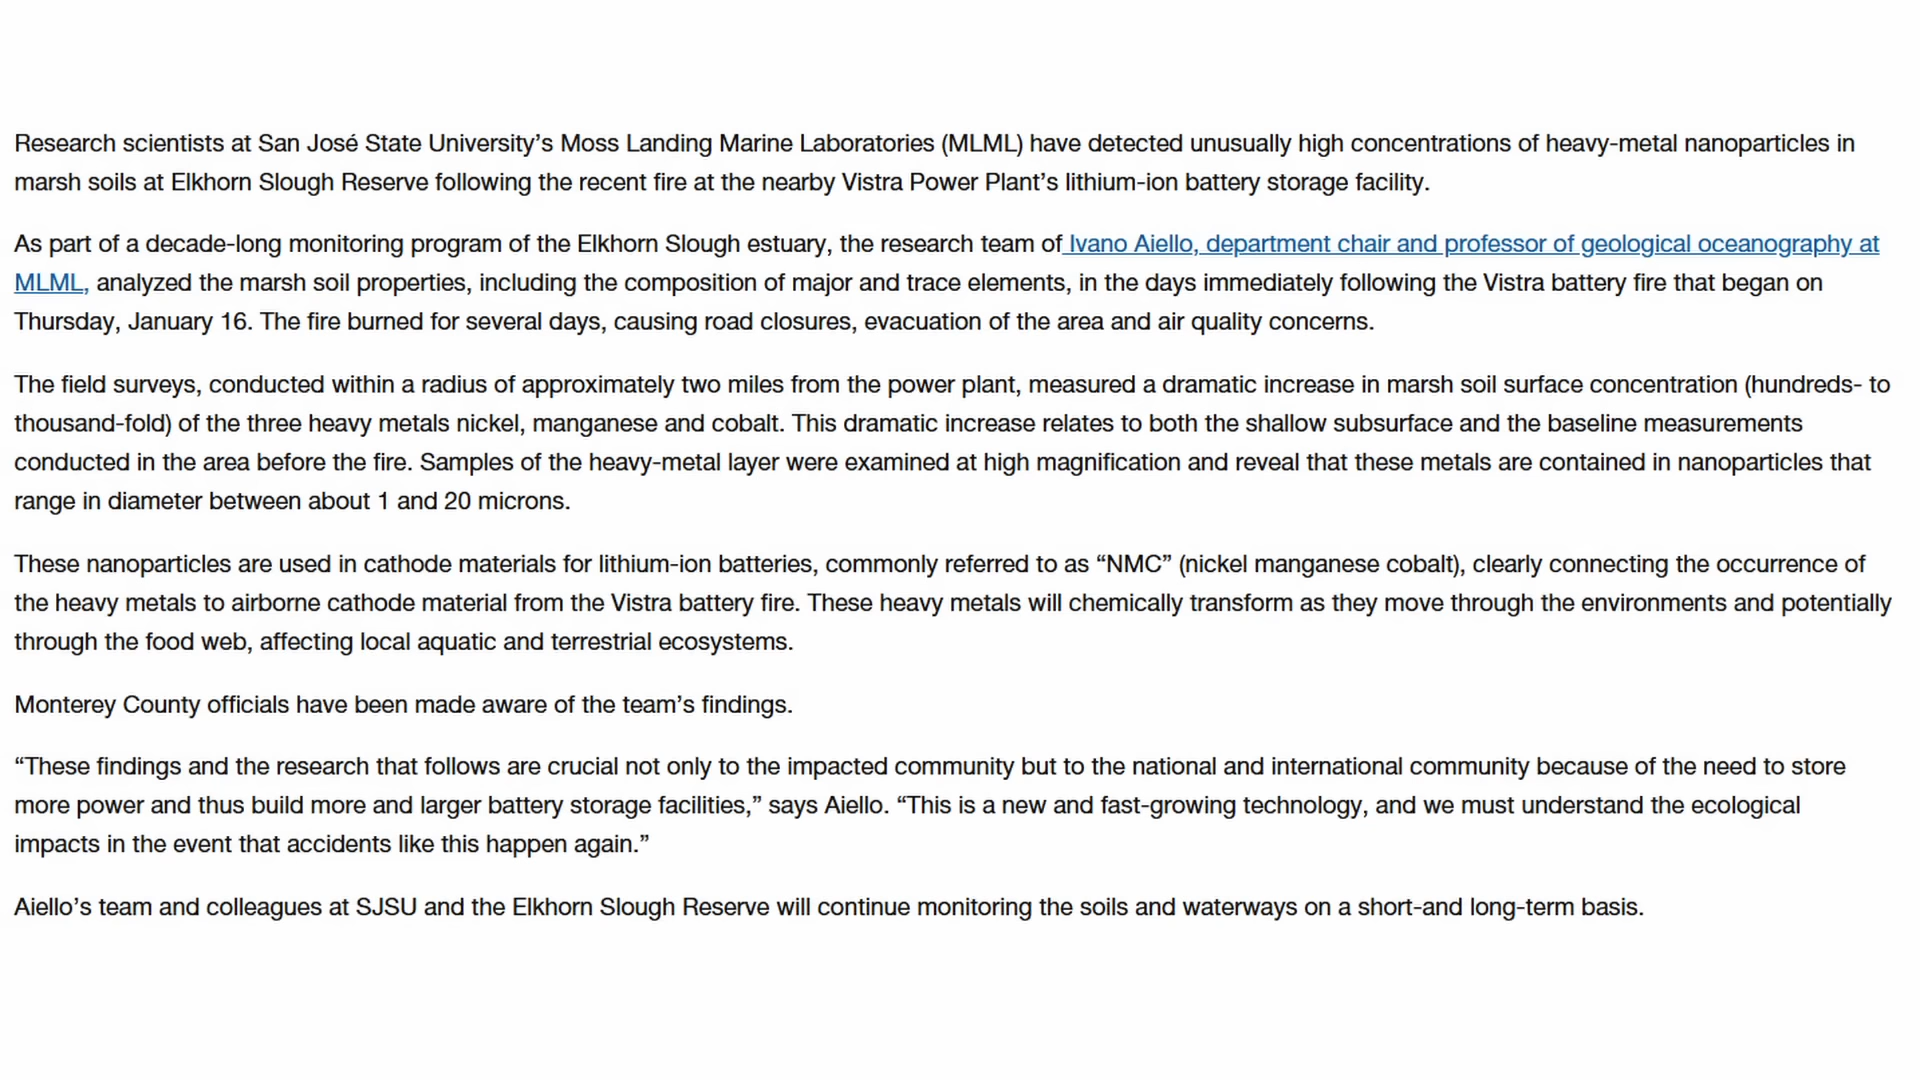 Research scientists at San José State University’s Moss Landing Marine Laboratories (MLML) have detected unusually high concentrations of heavy-metal nanoparticles in
marsh soils at Elkhorn Slough Reserve following the recent fire at the nearby Vistra Power Plant’s lithium-ion battery storage facility.
As part of a decade-long monitoring program of the Elkhorn Slough estuary, the research team of Ivano Aiello, department chair and professor of geological oceanography at
MLML, analyzed the marsh soil properties, including the composition of major and trace elements, in the days immediately following the Vistra battery fire that began on
Thursday, January 16. The fire burned for several days, causing road closures, evacuation of the area and air quality concerns.
The field surveys, conducted within a radius of approximately two miles from the power plant, measured a dramatic increase in marsh soil surface concentration (hundreds- to
thousand-fold) of the three heavy metals nickel, manganese and cobalt. This dramatic increase relates to both the shallow subsurface and the baseline measurements
conducted in the area before the fire. Samples of the heavy-metal layer were examined at high magnification and reveal that these metals are contained in nanoparticles that
range in diameter between about 1 and 20 microns.
These nanoparticles are used in cathode materials for lithium-ion batteries, commonly referred to as “NMC” (nickel manganese cobalt), clearly connecting the occurrence of
the heavy metals to airborne cathode material from the Vistra battery fire. These heavy metals will chemically transform as they move through the environments and potentially
through the food web, affecting local aquatic and terrestrial ecosystems.
Monterey County officials have been made aware of the team’s findings.
“These findings and the research that follows are crucial not only to the impacted community but to the national and international community because of the need to store
more power and thus build more and larger battery storage facilities,” says Aiello. “This is a new and fast-growing technology, and we must understand the ecological
impacts in the event that accidents like this happen again.”
Aiello’s team and colleagues at SJSU and the Elkhorn Slough Reserve will continue monitoring the soils and waterways on a short-and long-term basis.